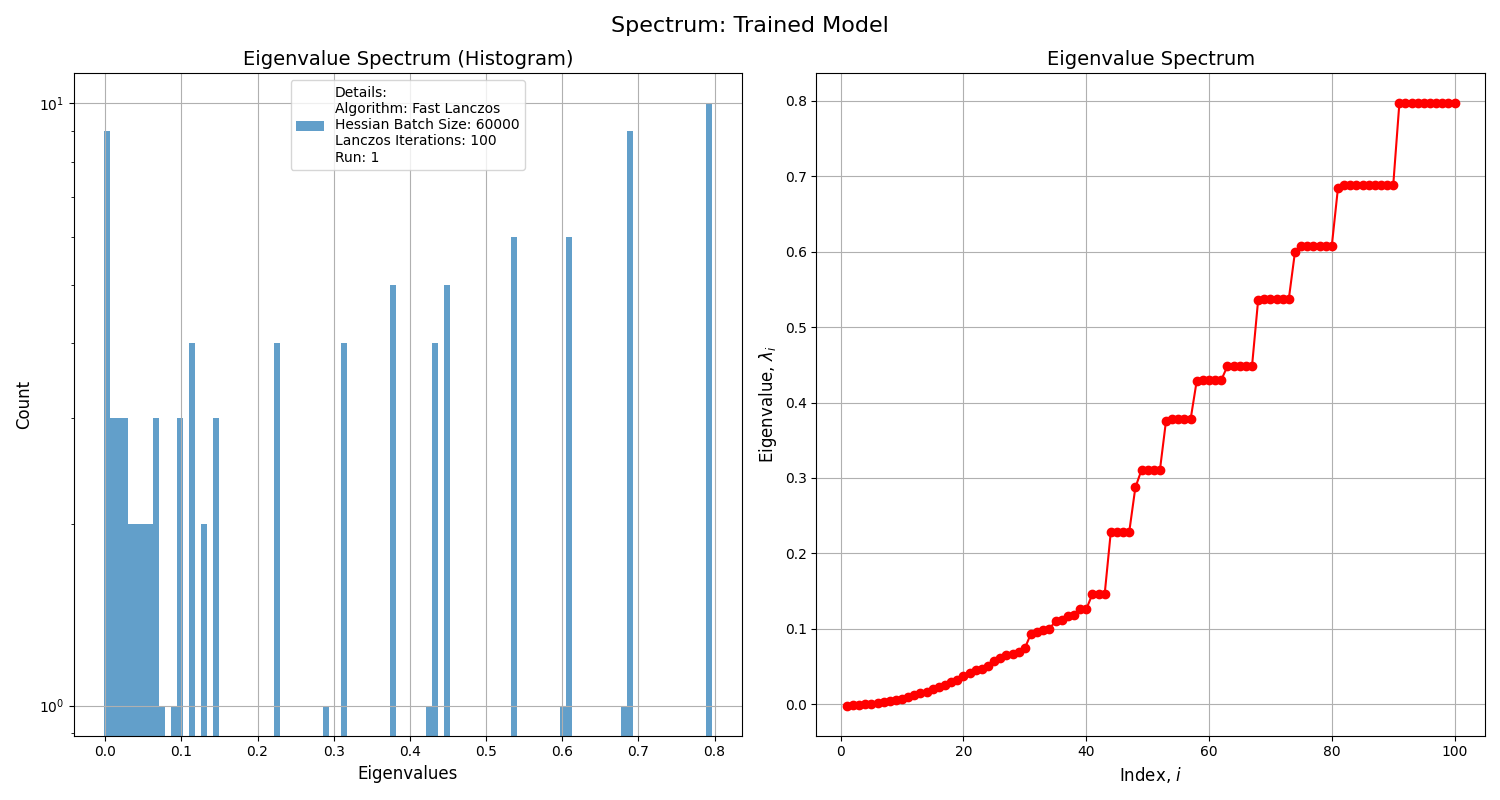 Spectrum: Trained Model
Eigenvalue Spectrum (Histogram)
Details:
Algorithm: Fast Lanczos
Hessian Batch Size: 60000
Lanczos Iterations: 100
Run: 1
10¹
10⁰
Count
0.0 0.1 0.2 0.3 0.4 0.5 0.6 0.7 0.8
Eigenvalues
Eigenvalue Spectrum
0.8
0.7
0.6
0.5
0.4
0.3
0.2
0.1
0.0
Eigenvalue, λᵢ
0 20 40 60 80 100
Index, i